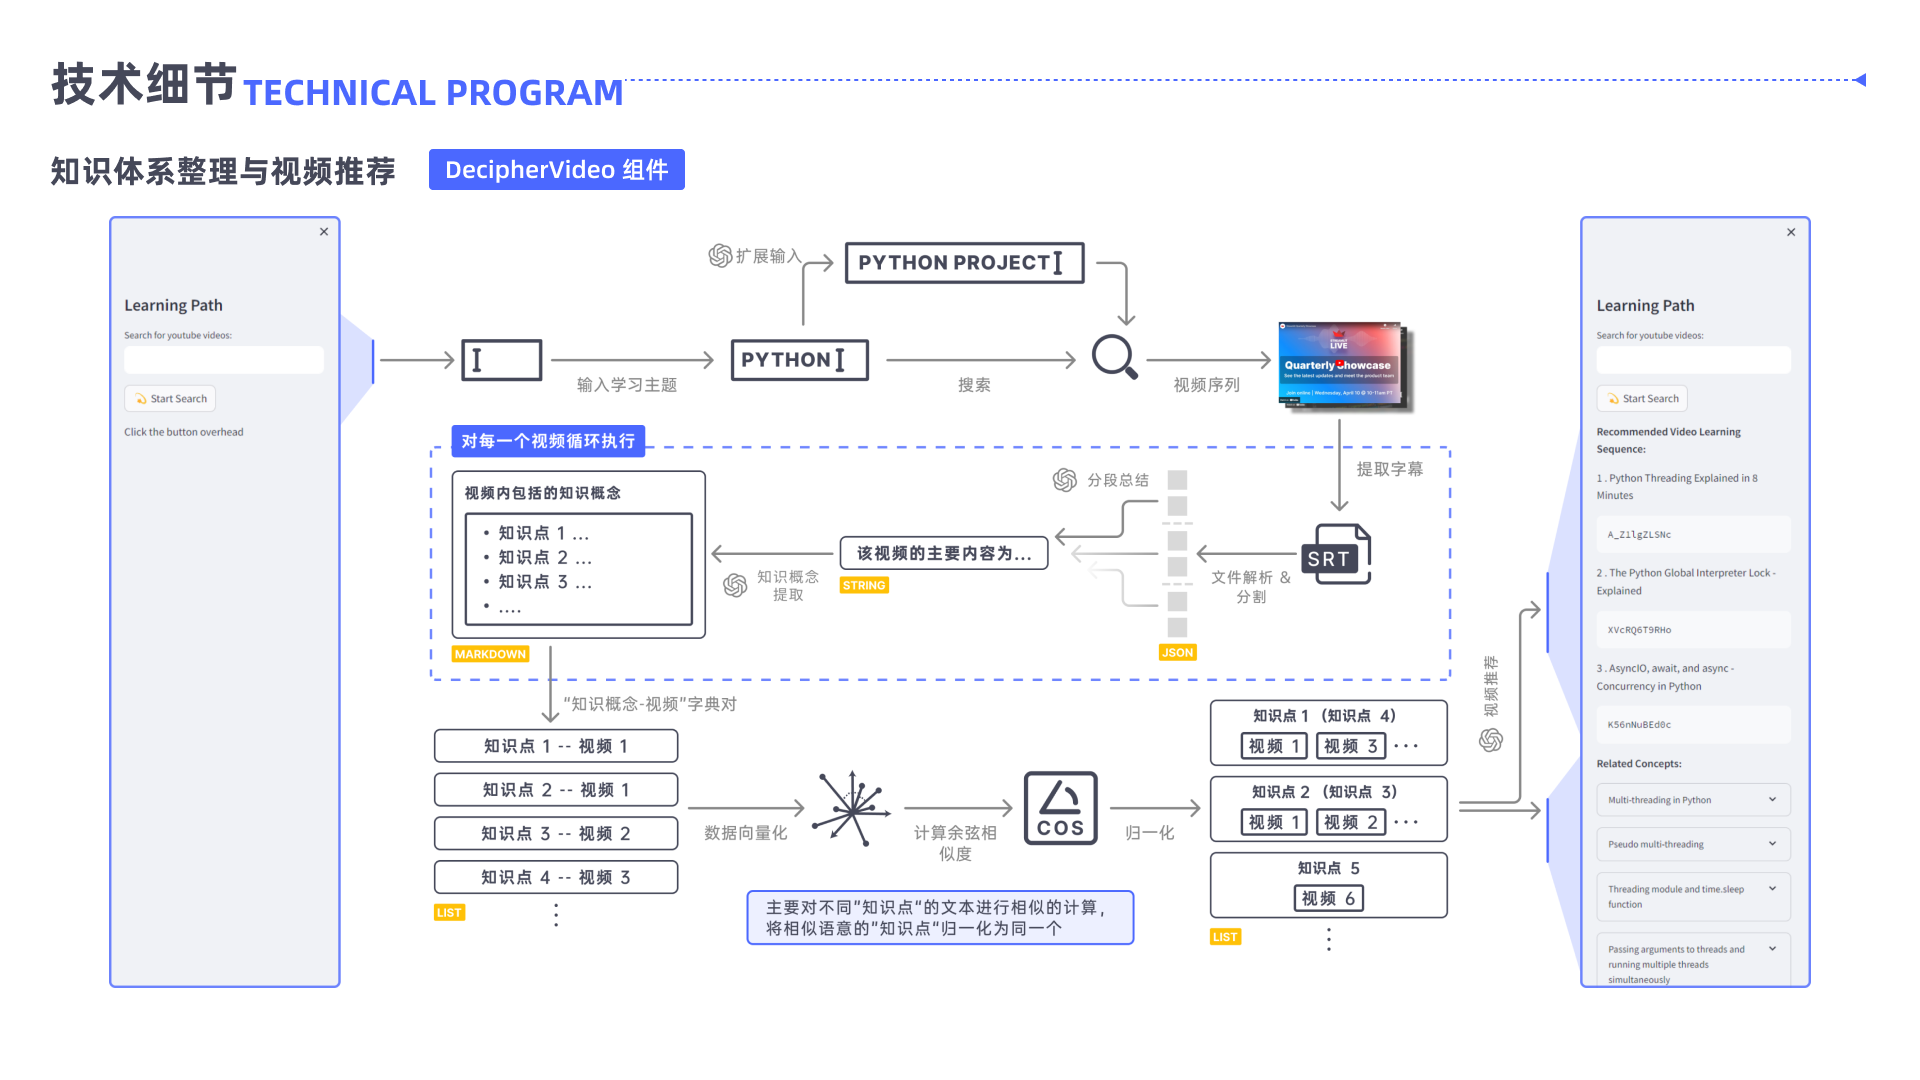 技术细节 TECHNICAL PROGRAM
知识体系整理与视频推荐
DecipherVideo 组件
×
Learning Path
Search for youtube videos:
Start Search
Click the button overhead
扩展输入
PYTHON PROJECT
输入学习主题
PYTHON
搜索
视频序列
LIVE
Quarterly Showcase
See the latest updates and meet the product team
提取字幕
对每一个视频循环执行
视频内包括的知识概念
• 知识点 1 ...
• 知识点 2 ...
• 知识点 3 ...
• ....
MARKDOWN
知识概念
提取
该视频的主要内容为...
STRING
分段总结
JSON
文件解析 &
分割
SRT
“知识概念-视频”字典对
知识点 1 -- 视频 1
知识点 2 -- 视频 1
知识点 3 -- 视频 2
知识点 4 -- 视频 3
LIST
数据向量化
计算余弦相
似度
COS
归一化
主要对不同”知识点“的文本进行相似的计算,
将相似语意的”知识点“归一化为同一个
知识点 1 (知识点 4)
视频 1 视频 3 ···
知识点 2 (知识点 3)
视频 1 视频 2 ···
知识点 5
视频 6
LIST
视频推荐
×
Learning Path
Search for youtube videos:
Start Search
Recommended Video Learning
Sequence:
1 . Python Threading Explained in 8
Minutes
A_Z1lgZLSNc
2 . The Python Global Interpreter Lock -
Explained
XVcRQ6T9RHo
3 . AsyncIO, await, and async -
Concurrency in Python
K56nNuBEd0c
Related Concepts:
Multi-threading in Python
Pseudo multi-threading
Threading module and time.sleep
function
Passing arguments to threads and
running multiple threads
simultaneously